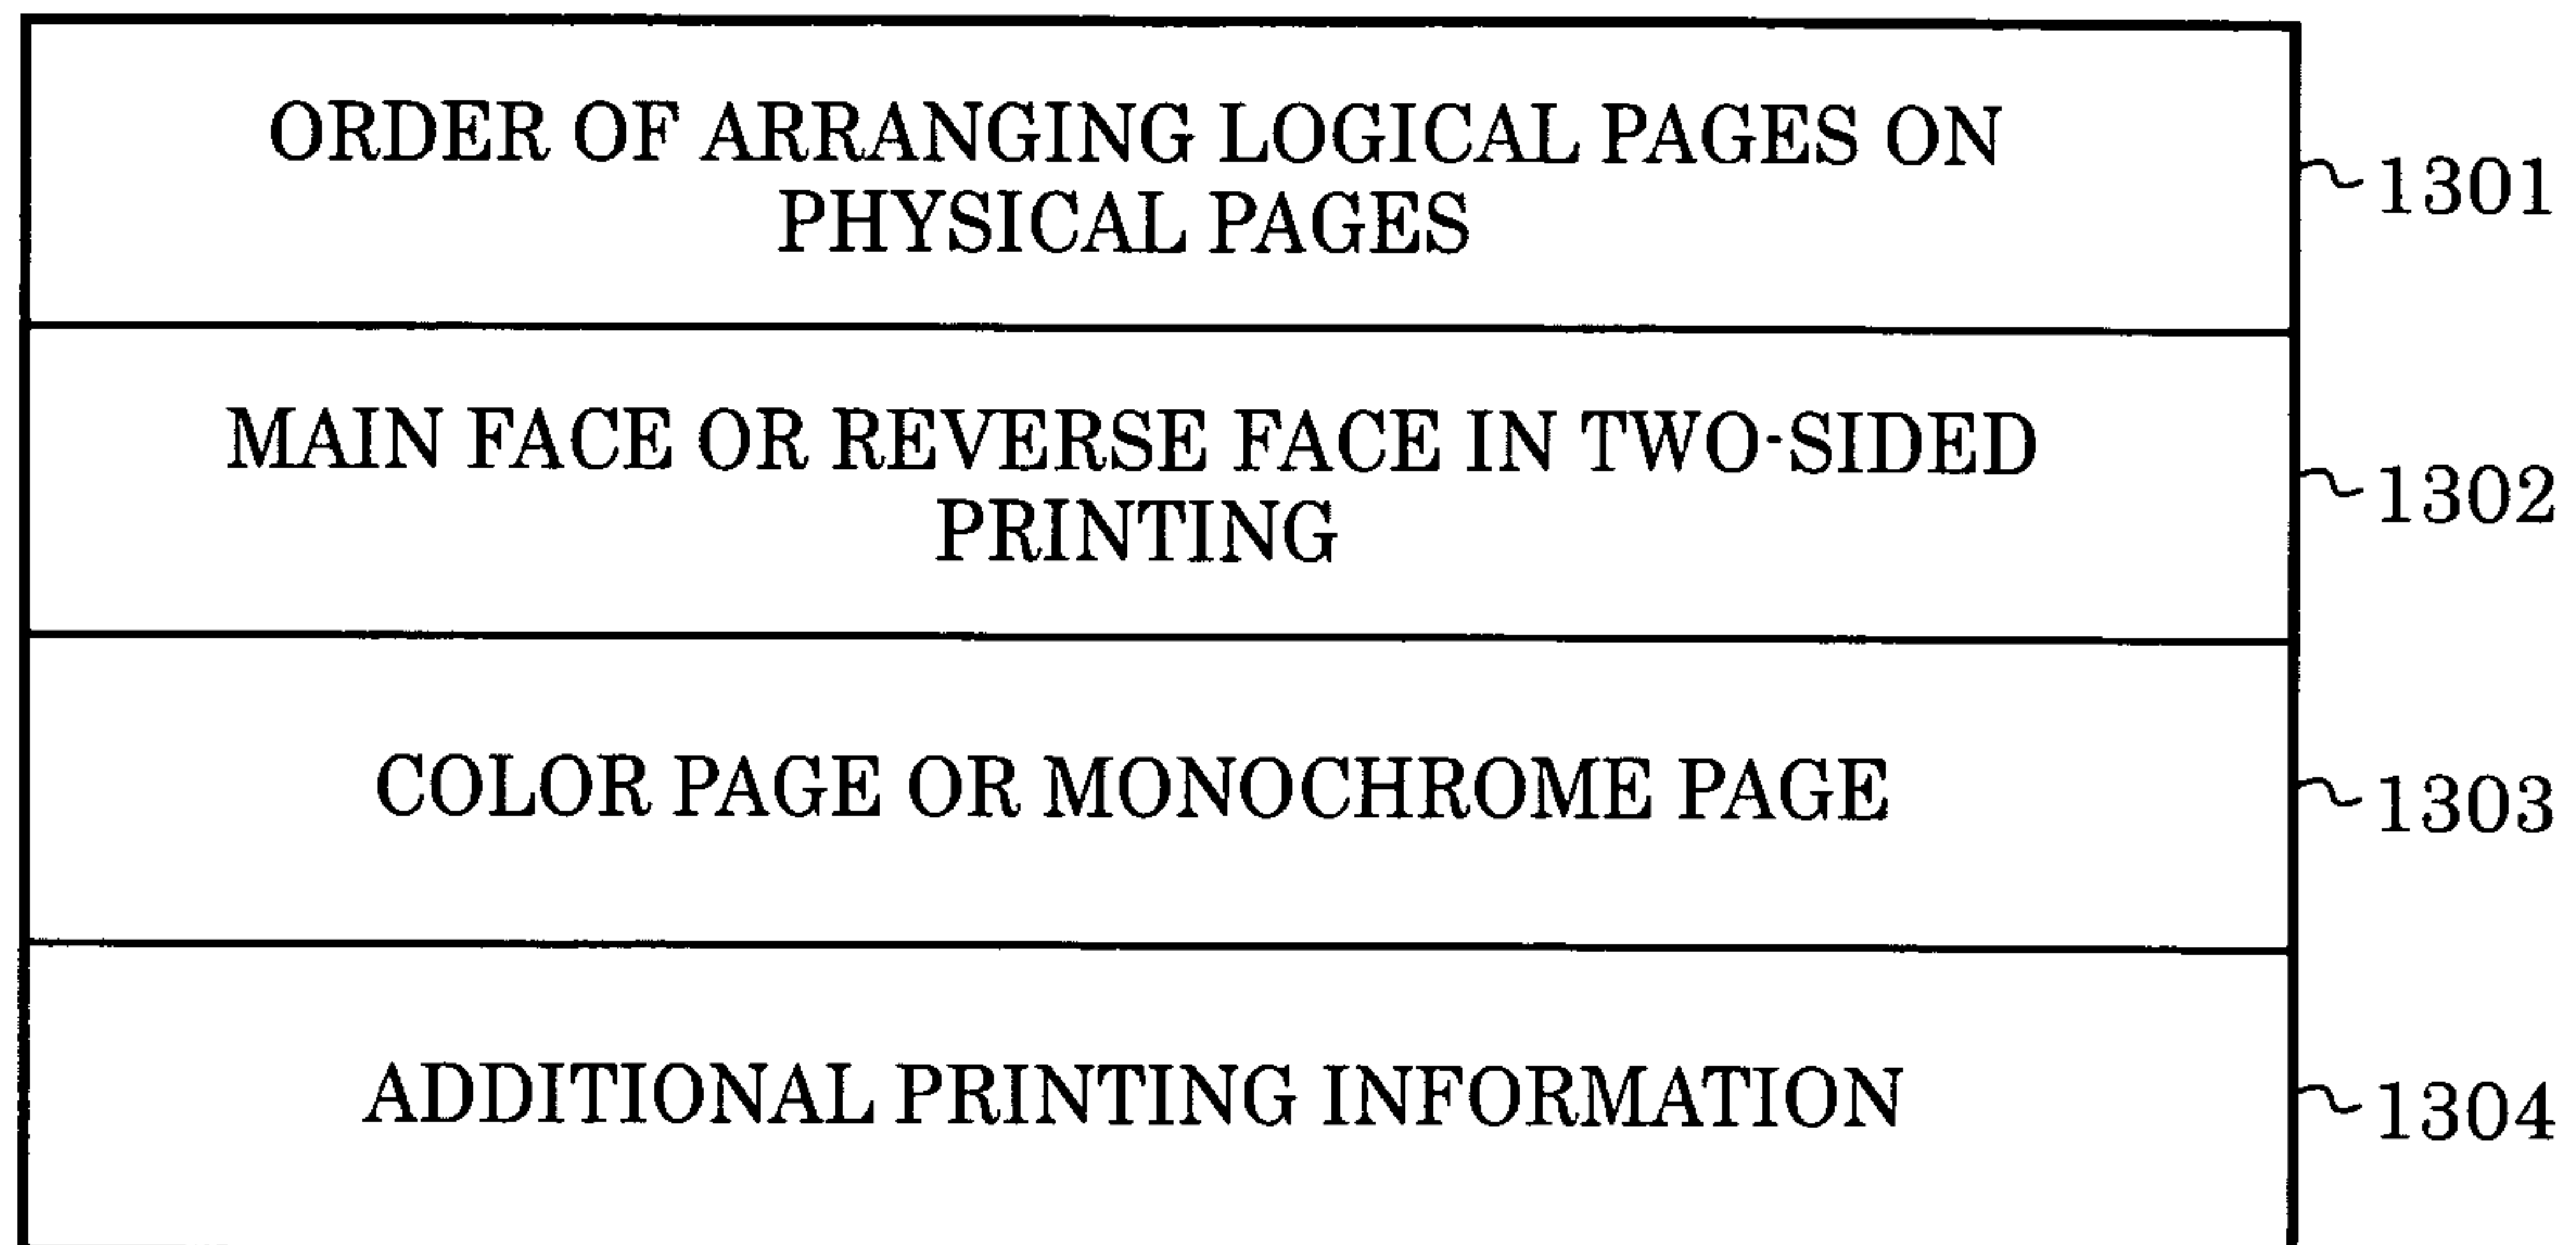 ORDER OF ARRANGING LOGICAL PAGES ON
PHYSICAL PAGES
1301
MAIN FACE OR REVERSE FACE IN TWO-SIDED
PRINTING
1302
COLOR PAGE OR MONOCHROME PAGE
1303
ADDITIONAL PRINTING INFORMATION
1304